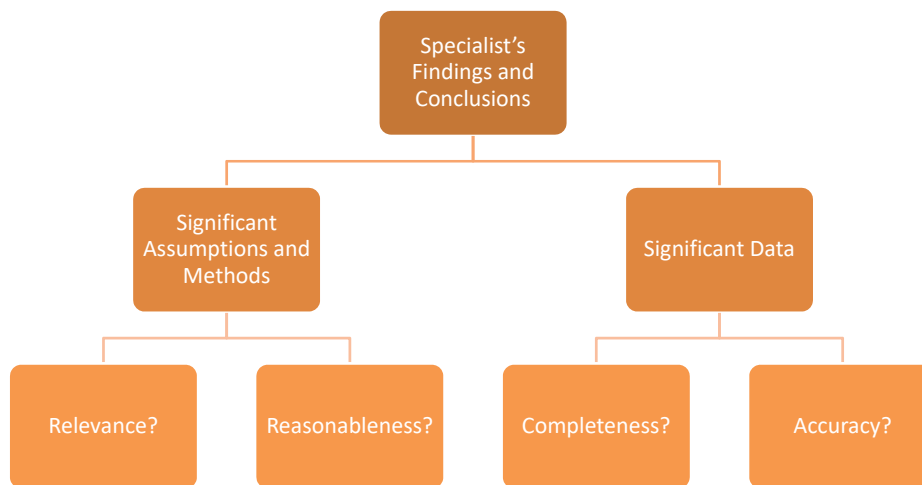 Specialist’s
Findings and
Conclusions
Significant
Assumptions and
Methods
Significant Data
Relevance?
Reasonableness?
Completeness?
Accuracy?